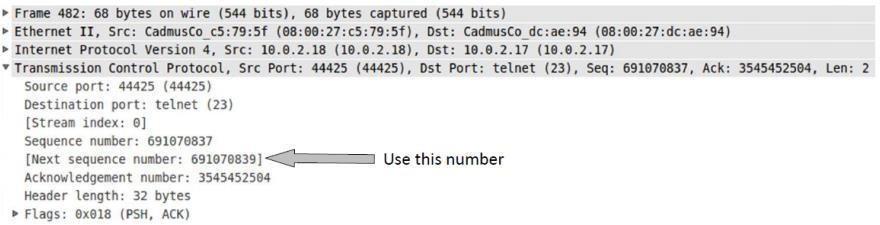 Frame 482: 68 bytes on wire (544 bits), 68 bytes captured (544 bits)
Ethernet II, Src: CadmusCo_c5:79:5f (08:00:27:c5:79:5f), Dst: CadmusCo_dc:ae:94 (08:00:27:dc:ae:94)
Internet Protocol Version 4, Src: 10.0.2.18 (10.0.2.18), Dst: 10.0.2.17 (10.0.2.17)
Transmission Control Protocol, Src Port: 44425 (44425), Dst Port: telnet (23), Seq: 691070837, Ack: 3545452504, Len: 2
Source port: 44425 (44425)
Destination port: telnet (23)
[Stream index: 0]
Sequence number: 691070837
[Next sequence number: 691070839] Use this number
Acknowledgement number: 3545452504
Header length: 32 bytes
Flags: 0x018 (PSH, ACK)